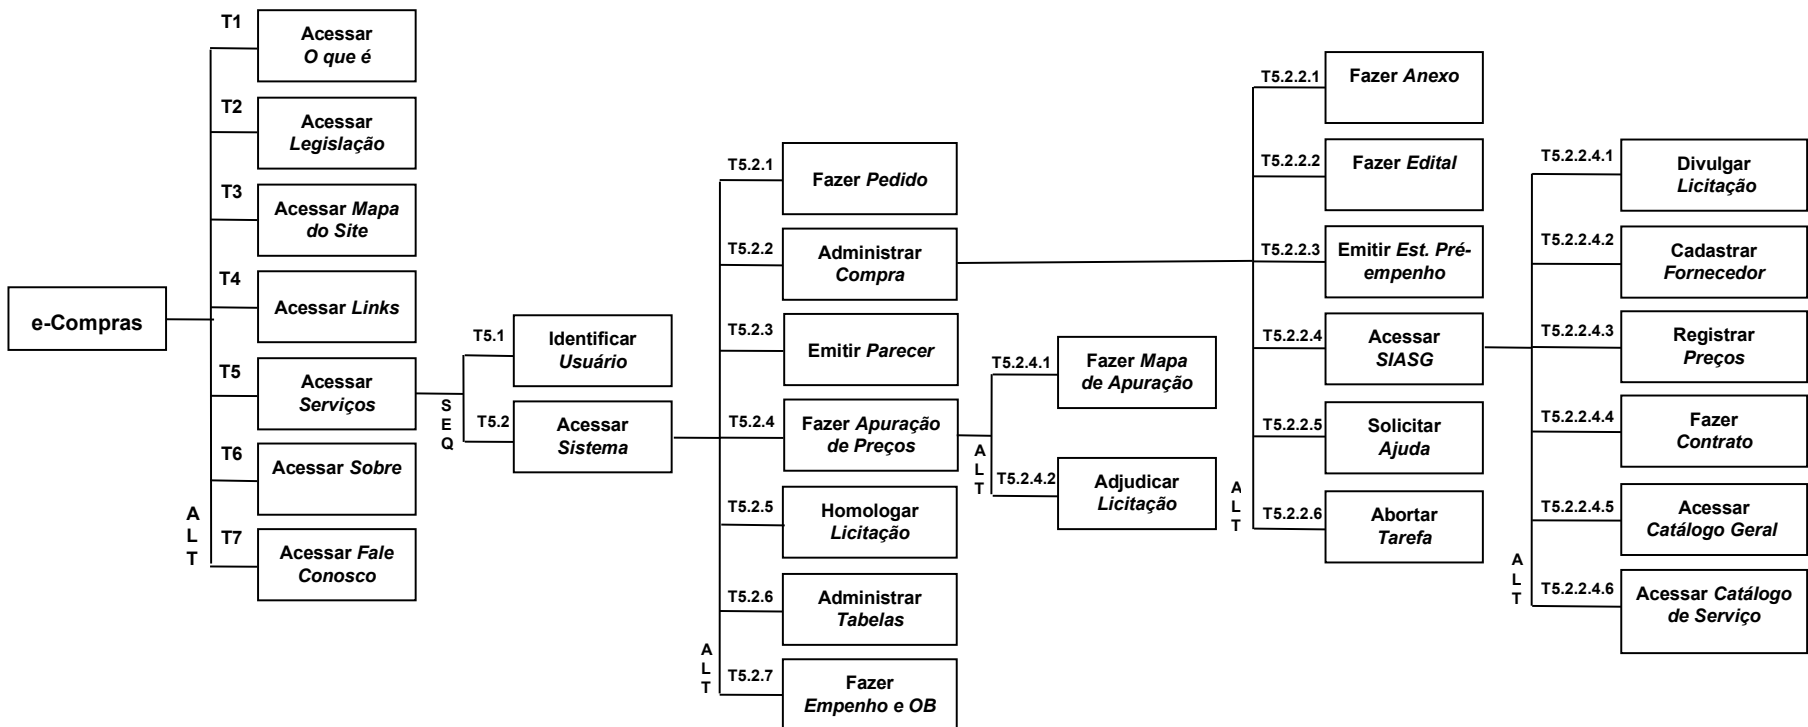 e-Compras
A
L
T
T1
Acessar
O que é
T2
Acessar
Legislação
T3
Acessar Mapa
do Site
T4
Acessar Links
T5
Acessar
Serviços
T6
Acessar Sobre
T7
Acessar Fale
Conosco
S
E
Q
T5.1
Identificar
Usuário
T5.2
Acessar
Sistema
A
L
T
T5.2.1
Fazer Pedido
T5.2.2
Administrar
Compra
T5.2.3
Emitir Parecer
T5.2.4
Fazer Apuração
de Preços
T5.2.5
Homologar
Licitação
T5.2.6
Administrar
Tabelas
T5.2.7
Fazer
Empenho e OB
A
L
T
T5.2.4.1
Fazer Mapa
de Apuração
T5.2.4.2
Adjudicar
Licitação
A
L
T
T5.2.2.1
Fazer Anexo
T5.2.2.2
Fazer Edital
T5.2.2.3
Emitir Est. Pré-
empenho
T5.2.2.4
Acessar
SIASG
T5.2.2.5
Solicitar
Ajuda
T5.2.2.6
Abortar
Tarefa
A
L
T
T5.2.2.4.1
Divulgar
Licitação
T5.2.2.4.2
Cadastrar
Fornecedor
T5.2.2.4.3
Registrar
Preços
T5.2.2.4.4
Fazer
Contrato
T5.2.2.4.5
Acessar
Catálogo Geral
T5.2.2.4.6
Acessar Catálogo
de Serviço